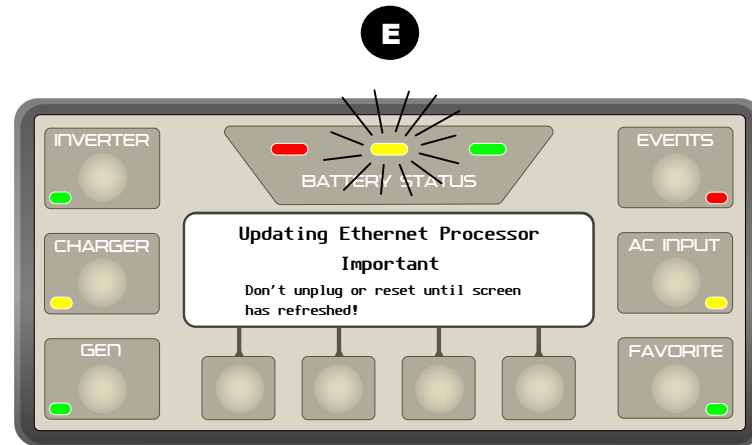 E
INVERTER
EVENTS
BATTERY STATUS
Updating Ethernet Processor
CHARGER
AC INPUT
Important
Don't unplug or reset until screen
has refreshed!
GEN
FAVORITE